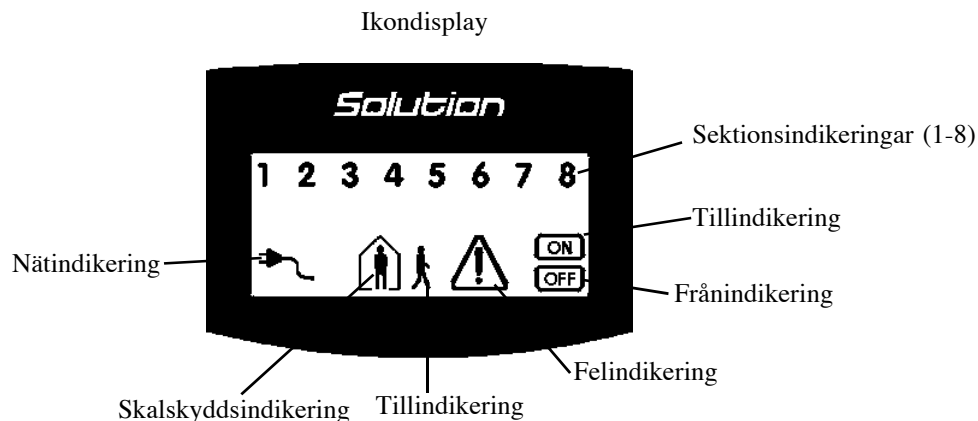 Ikondisplay
Solution
Sektionsindikeringar (1-8)
1 2 3 4 5 6 7 8
Tillindikering
ON
Nätindikering
OFF
Frånindikering
Felindikering
Skalskyddsindikering
Tillindikering